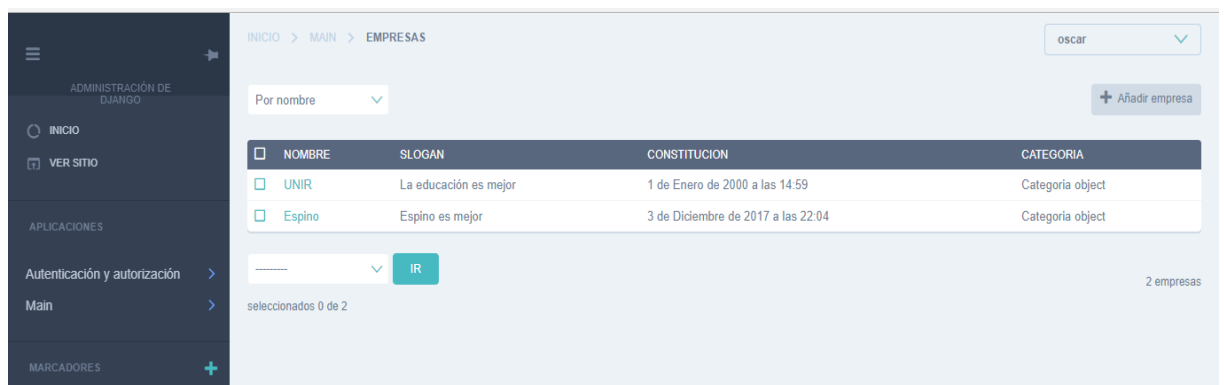 INICIO > MAIN > EMPRESAS
oscar
ADMINISTRACIÓN DE
DJANGO
INICIO
VER SITIO
APLICACIONES
Autenticación y autorización >
Main >
MARCADORES +
Por nombre
+ Añadir empresa
NOMBRE SLOGAN CONSTITUCION CATEGORIA
UNIR La educación es mejor 1 de Enero de 2000 a las 14:59 Categoria object
Espino Espino es mejor 3 de Diciembre de 2017 a las 22:04 Categoria object
--------- IR
2 empresas
seleccionados 0 de 2